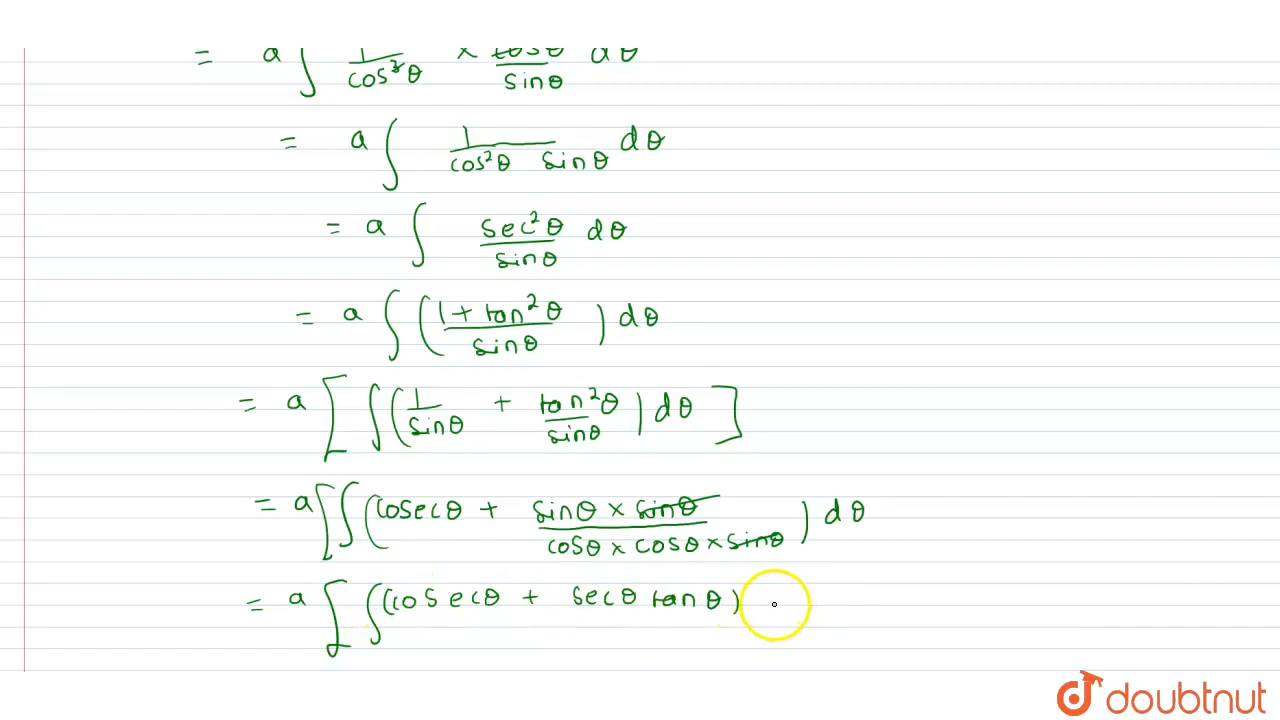 = a ∫ 1/cos³θ × cosθ/sinθ dθ
= a ∫ 1/(cos²θ sinθ) dθ
= a ∫ sec²θ/sinθ dθ
= a ∫ ( (1 + tan²θ)/sinθ ) dθ
= a [ ∫ ( 1/sinθ + tan²θ/sinθ ) dθ ]
= a [ ∫ ( cosecθ + (sinθ × sinθ)/(cosθ × cosθ × sinθ) ) dθ
= a [ ∫ (cosecθ + secθ tanθ)
doubtnut